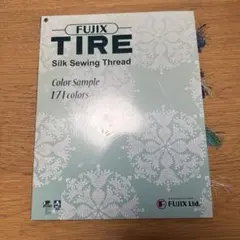 FUJIX
TIRE
Silk Sewing Thread
Color Sample
171 colors
FUJIX Ltd.